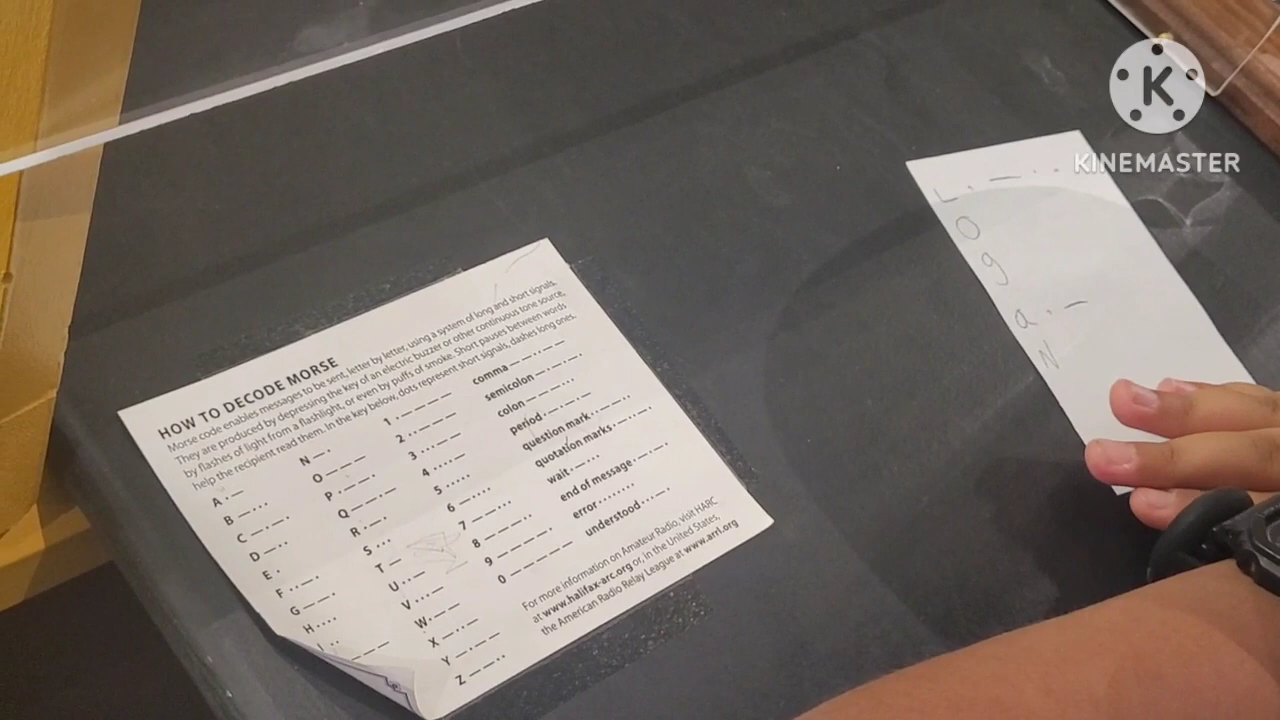 KINEMASTER
HOW TO DECODE MORSE
Morse code enables messages to be sent, letter by letter, using a system of long and short signals.
They are produced by depressing the key of an electric buzzer or other continuous tone source,
by flashes of light from a flashlight, or even by puffs of smoke. Short pauses between words
help the recipient read them. In the key below, dots represent short signals, dashes long ones.
A · —
B — · · ·
C — · — ·
D — · ·
E ·
F · · — ·
G — — ·
H · · · ·
I · ·
N — ·
O — — —
P · — — ·
Q — — · —
R · — ·
S · · ·
T —
U · · —
V · · · —
W · — —
X — · · —
Y — · — —
Z — — · ·
1 · — — — —
2 · · — — —
3 · · · — —
4 · · · · —
5 · · · · ·
6 — · · · ·
7 — — · · ·
8 — — — · ·
9 — — — — ·
0 — — — — —
comma
semicolon
colon
period
question mark
quotation marks
wait
end of message
error
understood
For more information on Amateur Radio, visit HARC
at www.halifax-arc.org or, in the United States,
the American Radio Relay League at www.arrl.org
L · — · ·
O
g
a · —
N